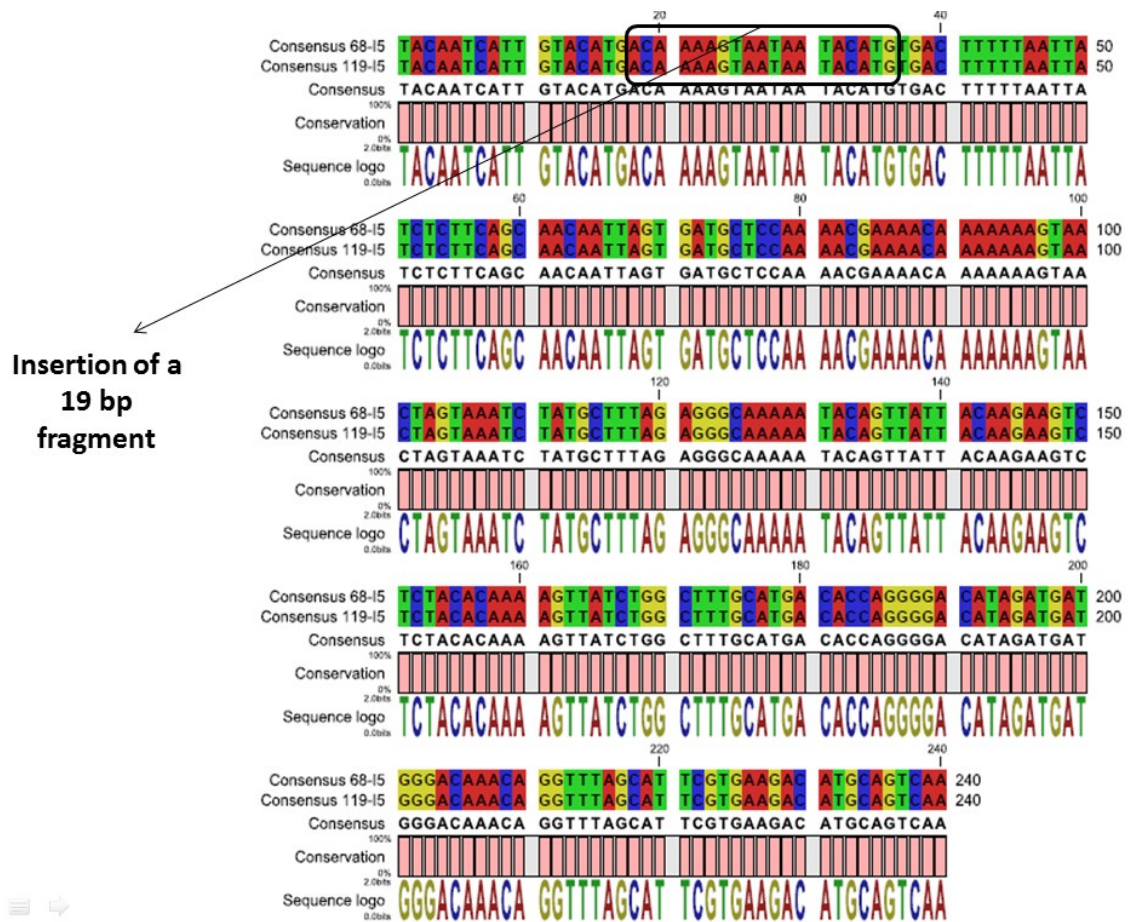 20 40
Consensus 68-I5 TACAATCATT GTACATGACA AAAGTAATAA TACATGTGAC TTTTTAATTA 50
Consensus 119-I5 TACAATCATT GTACATGACA AAAGTAATAA TACATGTGAC TTTTTAATTA 50
Consensus TACAATCATT GTACATGACA AAAGTAATAA TACATGTGAC TTTTTAATTA
100%
Conservation
0%
2.0bits
Sequence logo TACAATCATT GTACATGACA AAAGTAATAA TACATGTGAC TTTTTAATTA
0.0bits
60 80 100
Consensus 68-I5 TCTCTTCAGC AACAATTAGT GATGCTCCAA AACGAAAACA AAAAAAGTAA 100
Consensus 119-I5 TCTCTTCAGC AACAATTAGT GATGCTCCAA AACGAAAACA AAAAAAGTAA 100
Consensus TCTCTTCAGC AACAATTAGT GATGCTCCAA AACGAAAACA AAAAAAGTAA
100%
Conservation
0%
2.0bits
Sequence logo TCTCTTCAGC AACAATTAGT GATGCTCCAA AACGAAAACA AAAAAAGTAA
0.0bits
Insertion of a
19 bp
fragment
120 140
Consensus 68-I5 CTAGTAAATC TATGCTTTAG AGGGCAAAAA TACAGTTATT ACAAGAAGTC 150
Consensus 119-I5 CTAGTAAATC TATGCTTTAG AGGGCAAAAA TACAGTTATT ACAAGAAGTC 150
Consensus CTAGTAAATC TATGCTTTAG AGGGCAAAAA TACAGTTATT ACAAGAAGTC
100%
Conservation
0%
2.0bits
Sequence logo CTAGTAAATC TATGCTTTAG AGGGCAAAAA TACAGTTATT ACAAGAAGTC
0.0bits
160 180 200
Consensus 68-I5 TCTACACAAA AGTTATCTGG CTTTGCATGA CACCAGGGGA CATAGATGAT 200
Consensus 119-I5 TCTACACAAA AGTTATCTGG CTTTGCATGA CACCAGGGGA CATAGATGAT 200
Consensus TCTACACAAA AGTTATCTGG CTTTGCATGA CACCAGGGGA CATAGATGAT
100%
Conservation
0%
2.0bits
Sequence logo TCTACACAAA AGTTATCTGG CTTTGCATGA CACCAGGGGA CATAGATGAT
0.0bits
220 240
Consensus 68-I5 GGGACAAACA GGTTTAGCAT TCGTGAAGAC ATGCAGTCAA 240
Consensus 119-I5 GGGACAAACA GGTTTAGCAT TCGTGAAGAC ATGCAGTCAA 240
Consensus GGGACAAACA GGTTTAGCAT TCGTGAAGAC ATGCAGTCAA
100%
Conservation
0%
2.0bits
Sequence logo GGGACAAACA GGTTTAGCAT TCGTGAAGAC ATGCAGTCAA
0.0bits